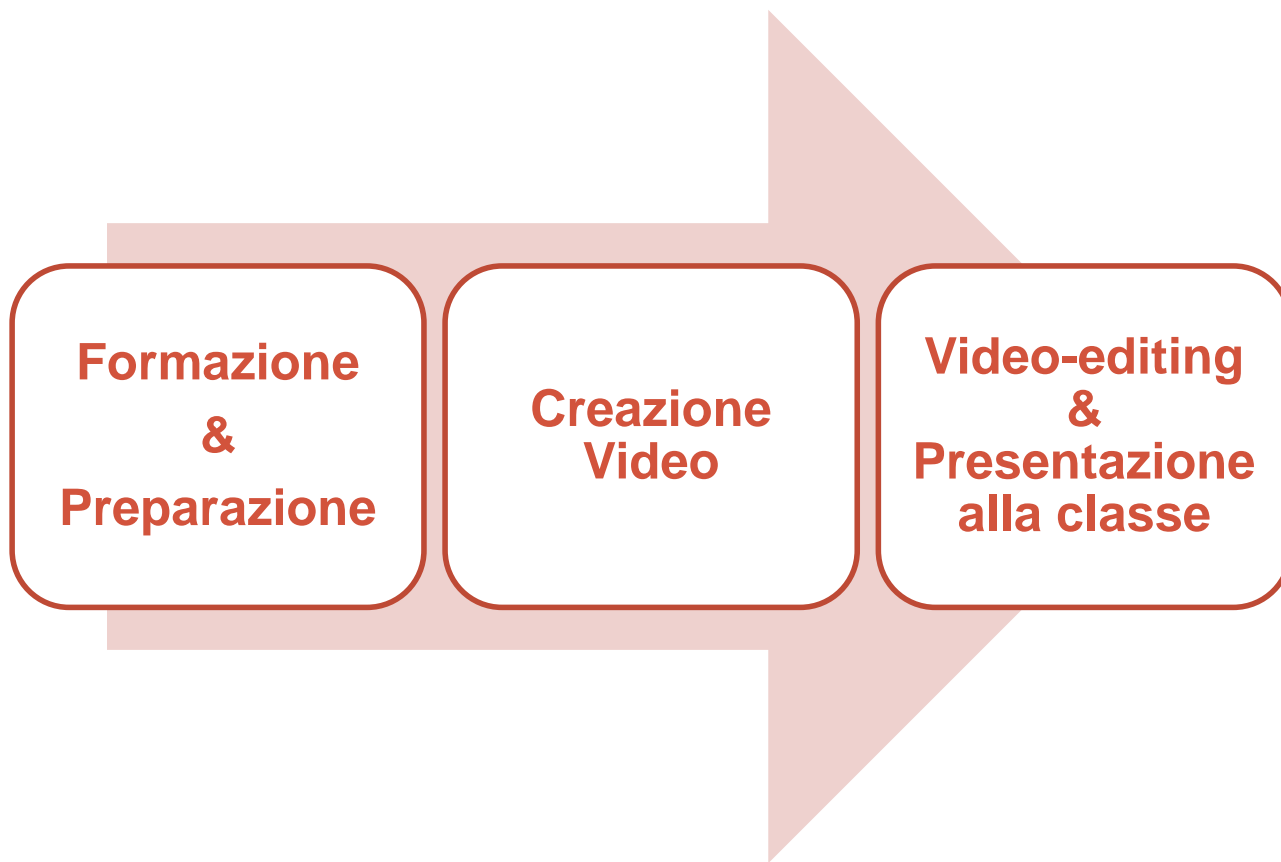 Formazione
&
Preparazione
Creazione
Video
Video-editing
&
Presentazione
alla classe